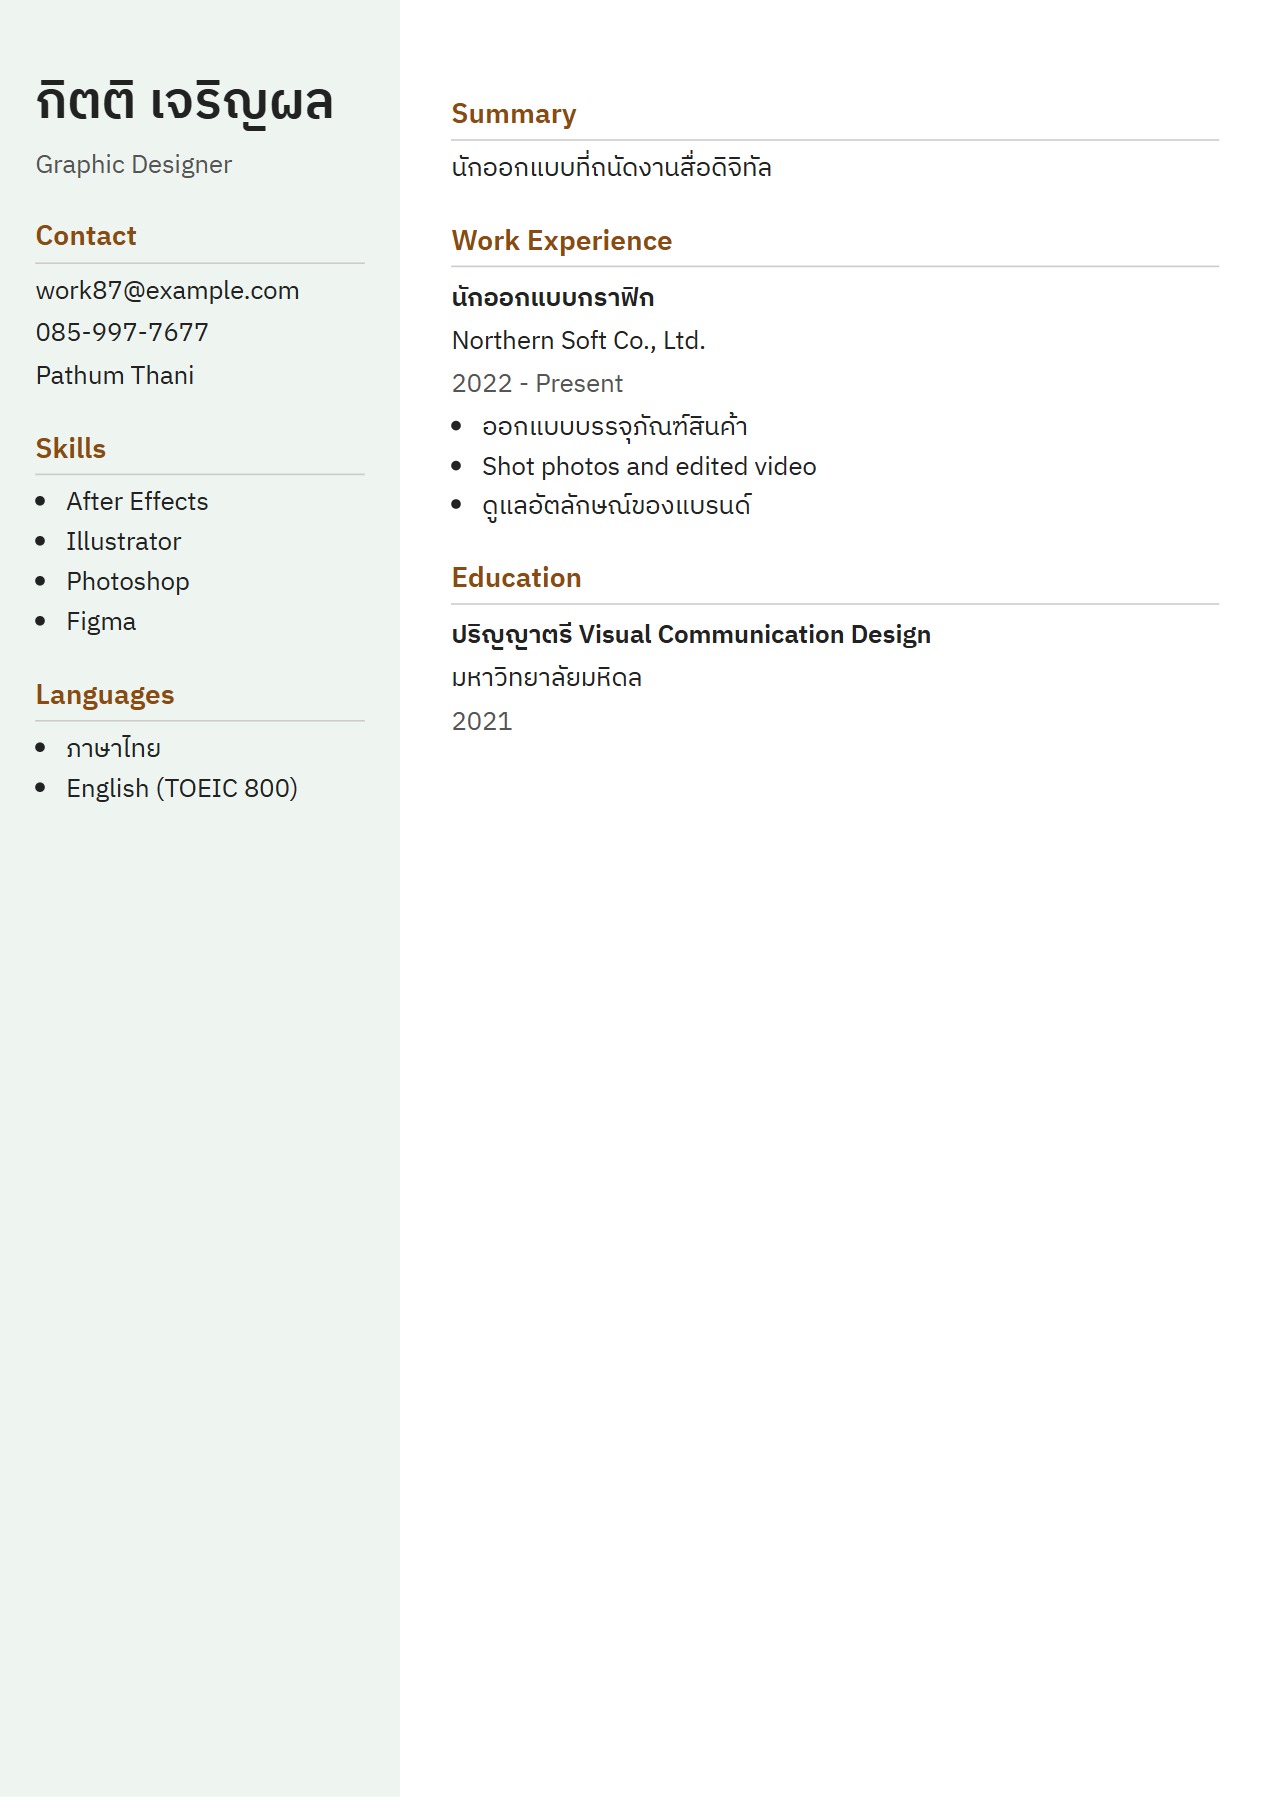 กิตติ เจริญผล
Graphic Designer
Contact
work87@example.com
085-997-7677
Pathum Thani
Skills
After Effects
Illustrator
Photoshop
Figma
Languages
ภาษาไทย
English (TOEIC 800)
Summary
นักออกแบบที่ถนัดงานสื่อดิจิทัล
Work Experience
นักออกแบบกราฟิก
Northern Soft Co., Ltd.
2022 - Present
ออกแบบบรรจุภัณฑ์สินค้า
Shot photos and edited video
ดูแลอัตลักษณ์ของแบรนด์
Education
ปริญญาตรี Visual Communication Design
มหาวิทยาลัยมหิดล
2021